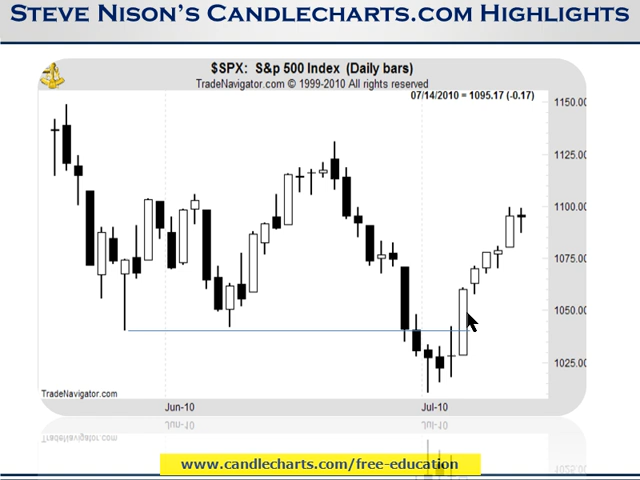 Steve Nison's Candlecharts.com Highlights
$SPX: S&p 500 Index (Daily bars)
TradeNavigator.com © 1999-2010 All rights reserved
07/14/2010 = 1095.17 (-0.17)
1150.00
1125.00
1100.00
1075.00
1050.00
1025.00
TradeNavigator.com
Jun-10
Jul-10
www.candlecharts.com/free-education